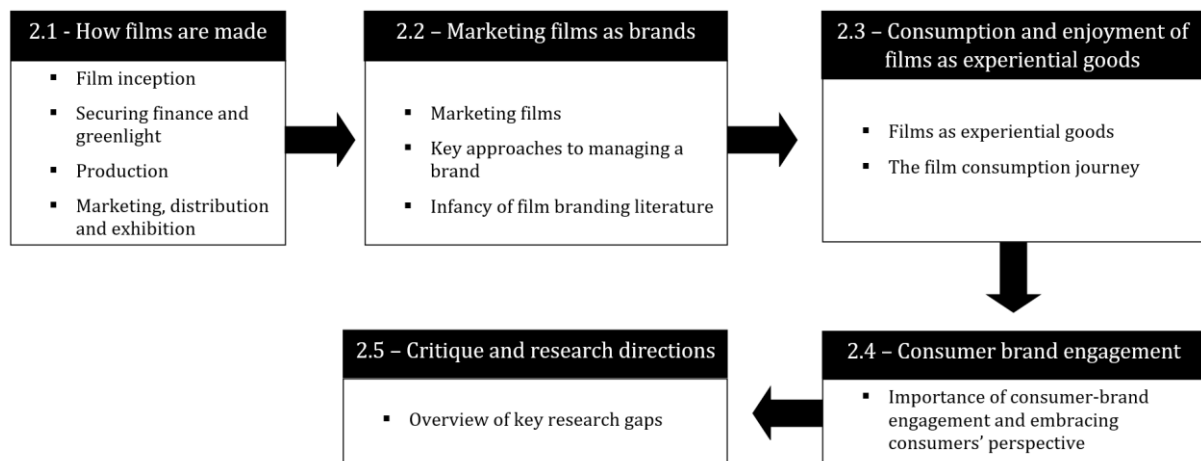 2.1 - How films are made
▪ Film inception
▪ Securing finance and
greenlight
▪ Production
▪ Marketing, distribution
and exhibition
2.2 – Marketing films as brands
▪ Marketing films
▪ Key approaches to managing a
brand
▪ Infancy of film branding literature
2.3 – Consumption and enjoyment of
films as experiential goods
▪ Films as experiential goods
▪ The film consumption journey
2.4 – Consumer brand engagement
▪ Importance of consumer-brand
engagement and embracing
consumers’ perspective
2.5 – Critique and research directions
▪ Overview of key research gaps